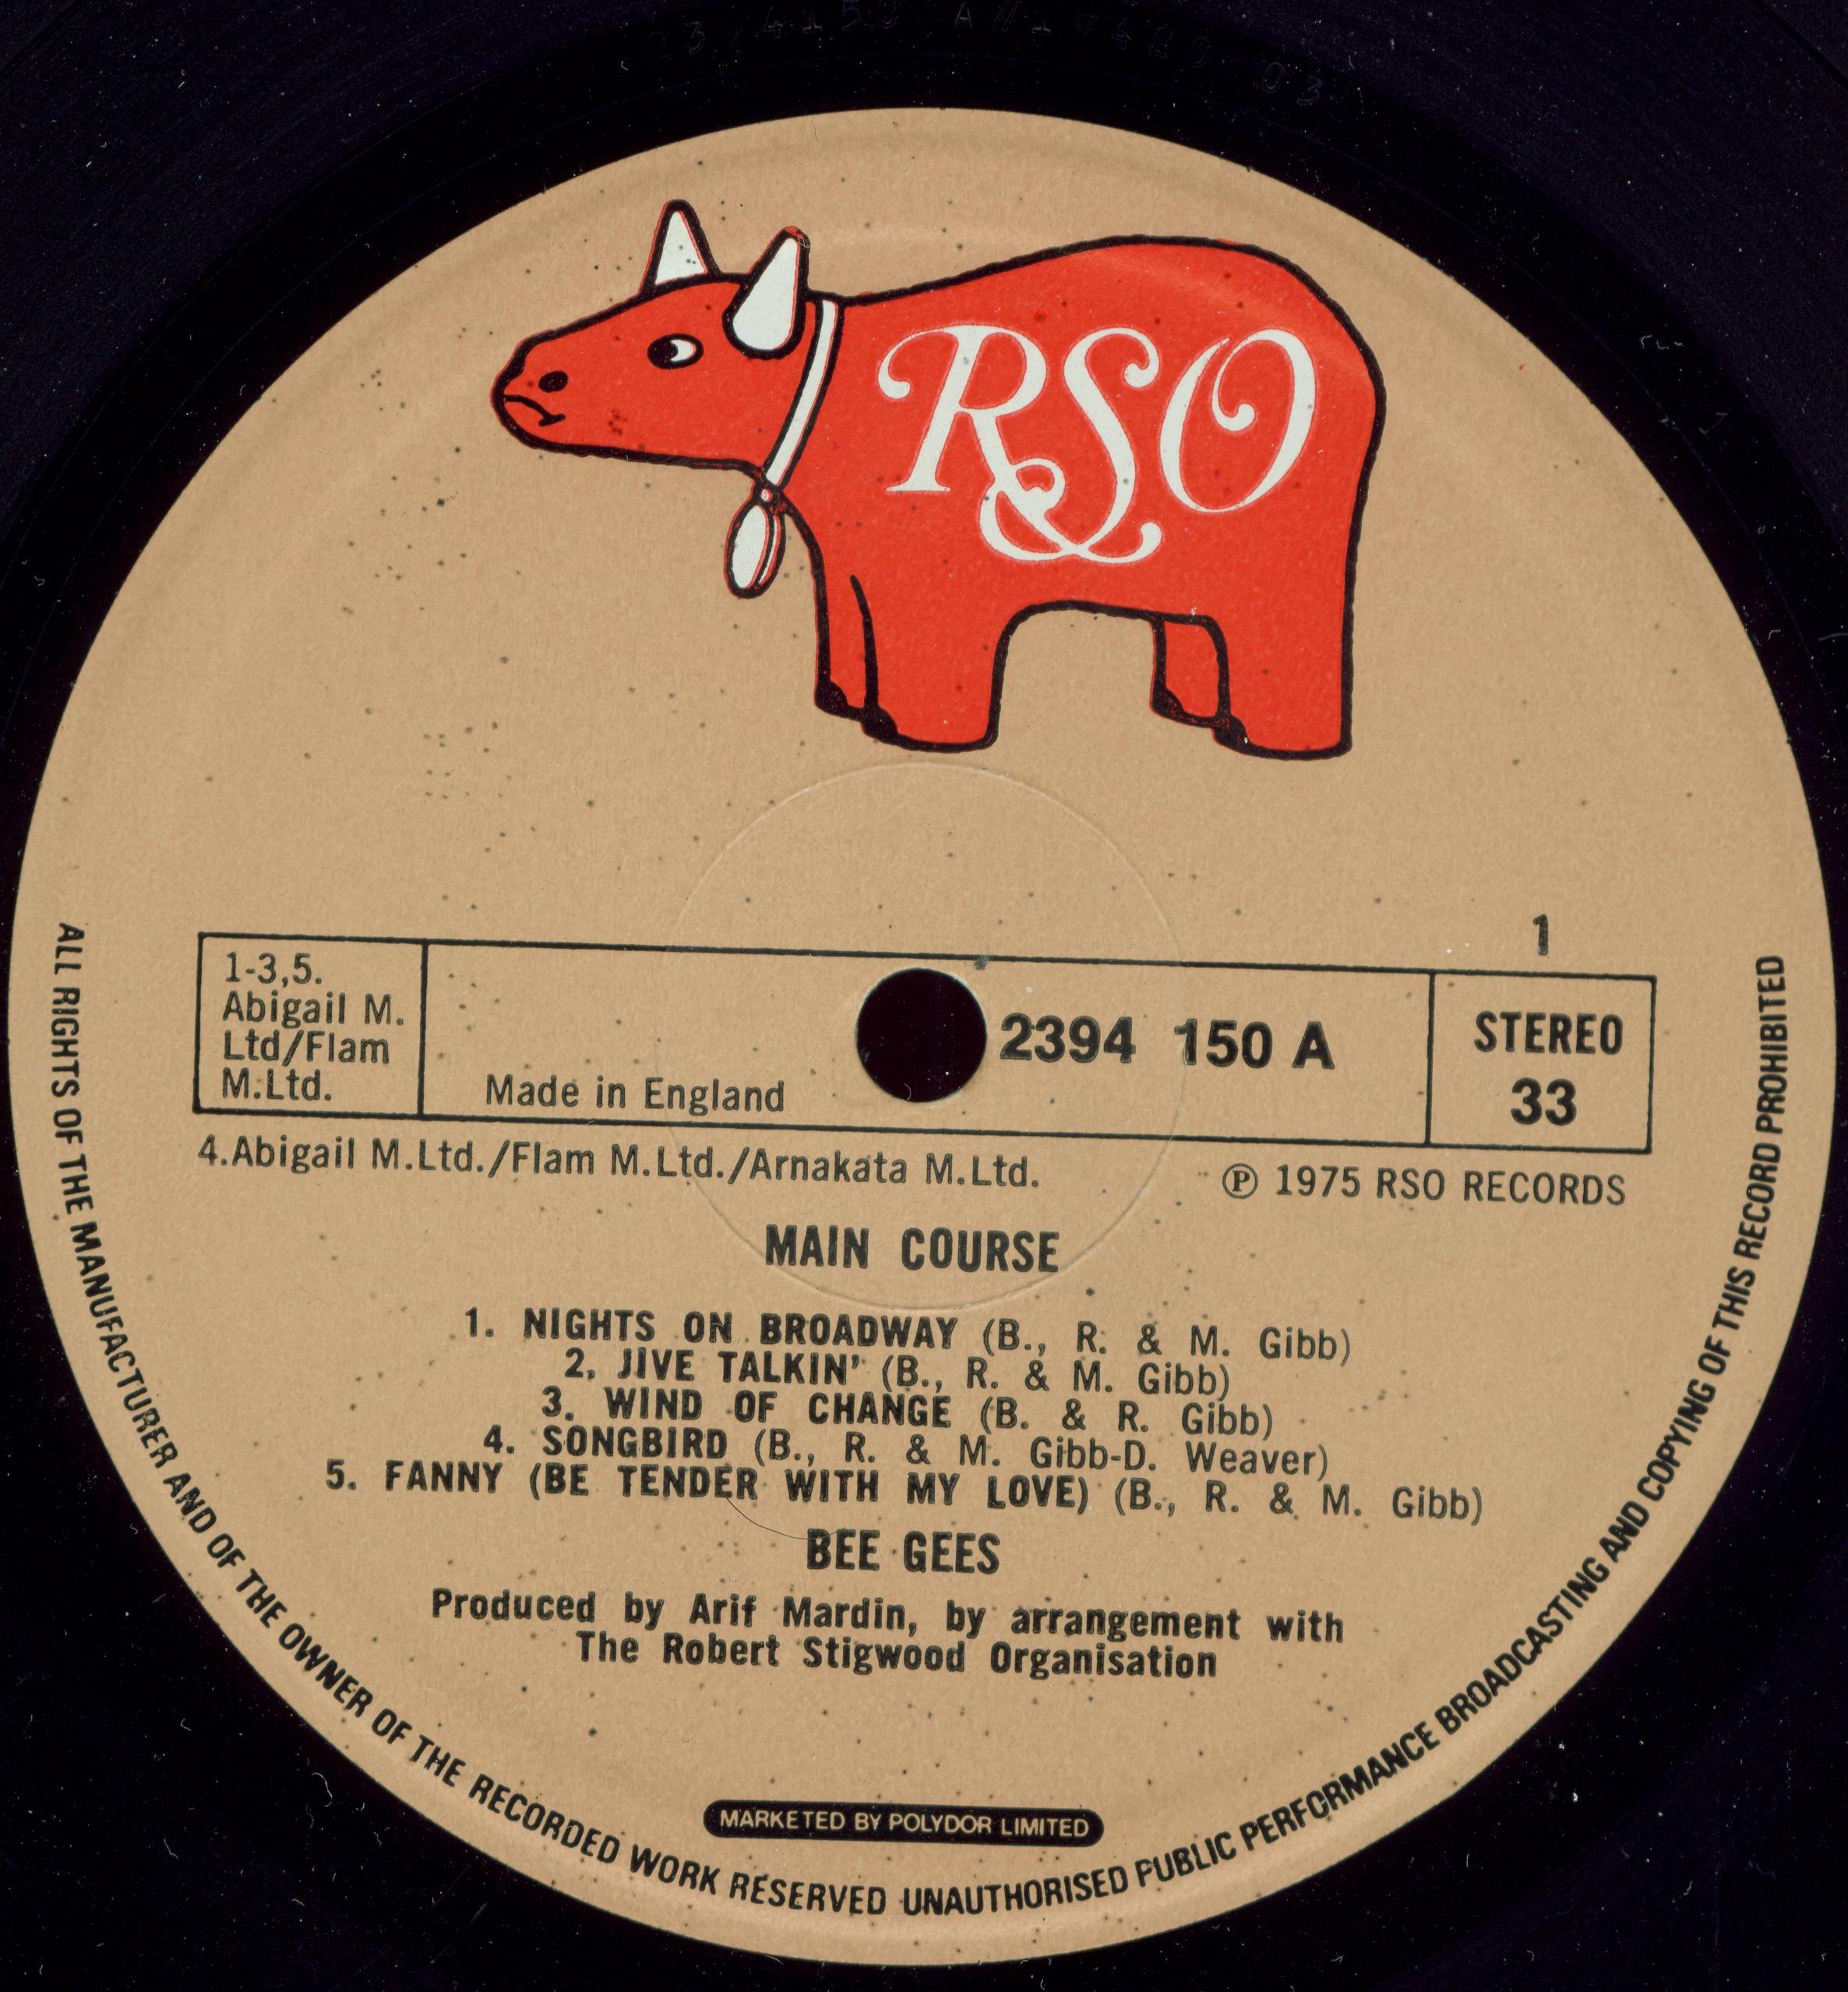 RSO
1
1-3,5.
Abigail M.
Ltd/Flam
M.Ltd.
Made in England
2394 150 A
STEREO
33
4.Abigail M.Ltd./Flam M.Ltd./Arnakata M.Ltd.
℗ 1975 RSO RECORDS
MAIN COURSE
1. NIGHTS ON BROADWAY (B., R. & M. Gibb)
2. JIVE TALKIN' (B., R. & M. Gibb)
3. WIND OF CHANGE (B. & R. Gibb)
4. SONGBIRD (B., R. & M. Gibb-D. Weaver)
5. FANNY (BE TENDER WITH MY LOVE) (B., R. & M. Gibb)
BEE GEES
Produced by Arif Mardin, by arrangement with
The Robert Stigwood Organisation
MARKETED BY POLYDOR LIMITED
ALL RIGHTS OF THE MANUFACTURER AND OF THE OWNER OF THE RECORDED WORK RESERVED UNAUTHORISED PUBLIC PERFORMANCE BROADCASTING AND COPYING OF THIS RECORD PROHIBITED